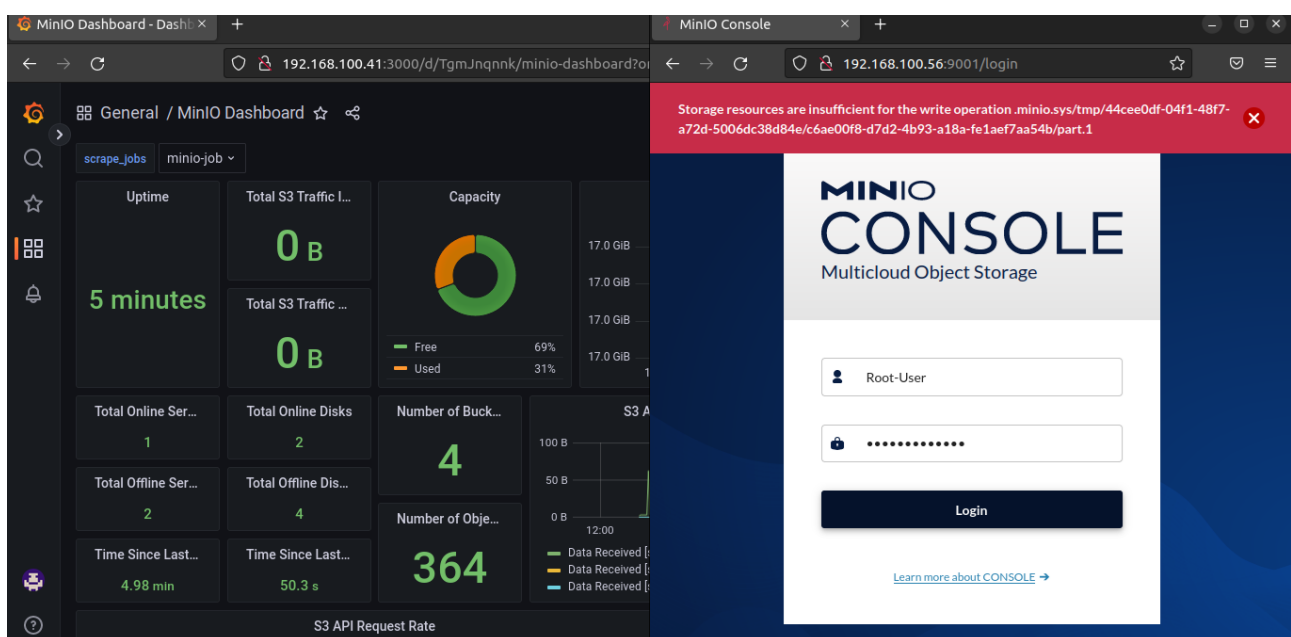 MinIO Dashboard - Dashb
192.168.100.41:3000/d/TgmJnqnnk/minio-dashboard?or
General / MinIO Dashboard
scrape_jobs minio-job
Uptime
5 minutes
Total S3 Traffic I...
0 B
Total S3 Traffic ...
0 B
Capacity
Free 69%
Used 31%
17.0 GiB
17.0 GiB
17.0 GiB
17.0 GiB
1
Total Online Ser...
1
Total Online Disks
2
Number of Buck...
4
S3 A
100 B
50 B
0 B
12:00
Data Received [
Data Received [
Data Received [
Total Offline Ser...
2
Total Offline Dis...
4
Number of Obje...
364
Time Since Last...
4.98 min
Time Since Last...
50.3 s
S3 API Request Rate
MinIO Console
192.168.100.56:9001/login
Storage resources are insufficient for the write operation .minio.sys/tmp/44cee0df-04f1-48f7-
a72d-5006dc38d84e/c6ae00f8-d7d2-4b93-a18a-fe1aef7aa54b/part.1
MINIO
CONSOLE
Multicloud Object Storage
Root-User
•••••••••••••
Login
Learn more about CONSOLE →